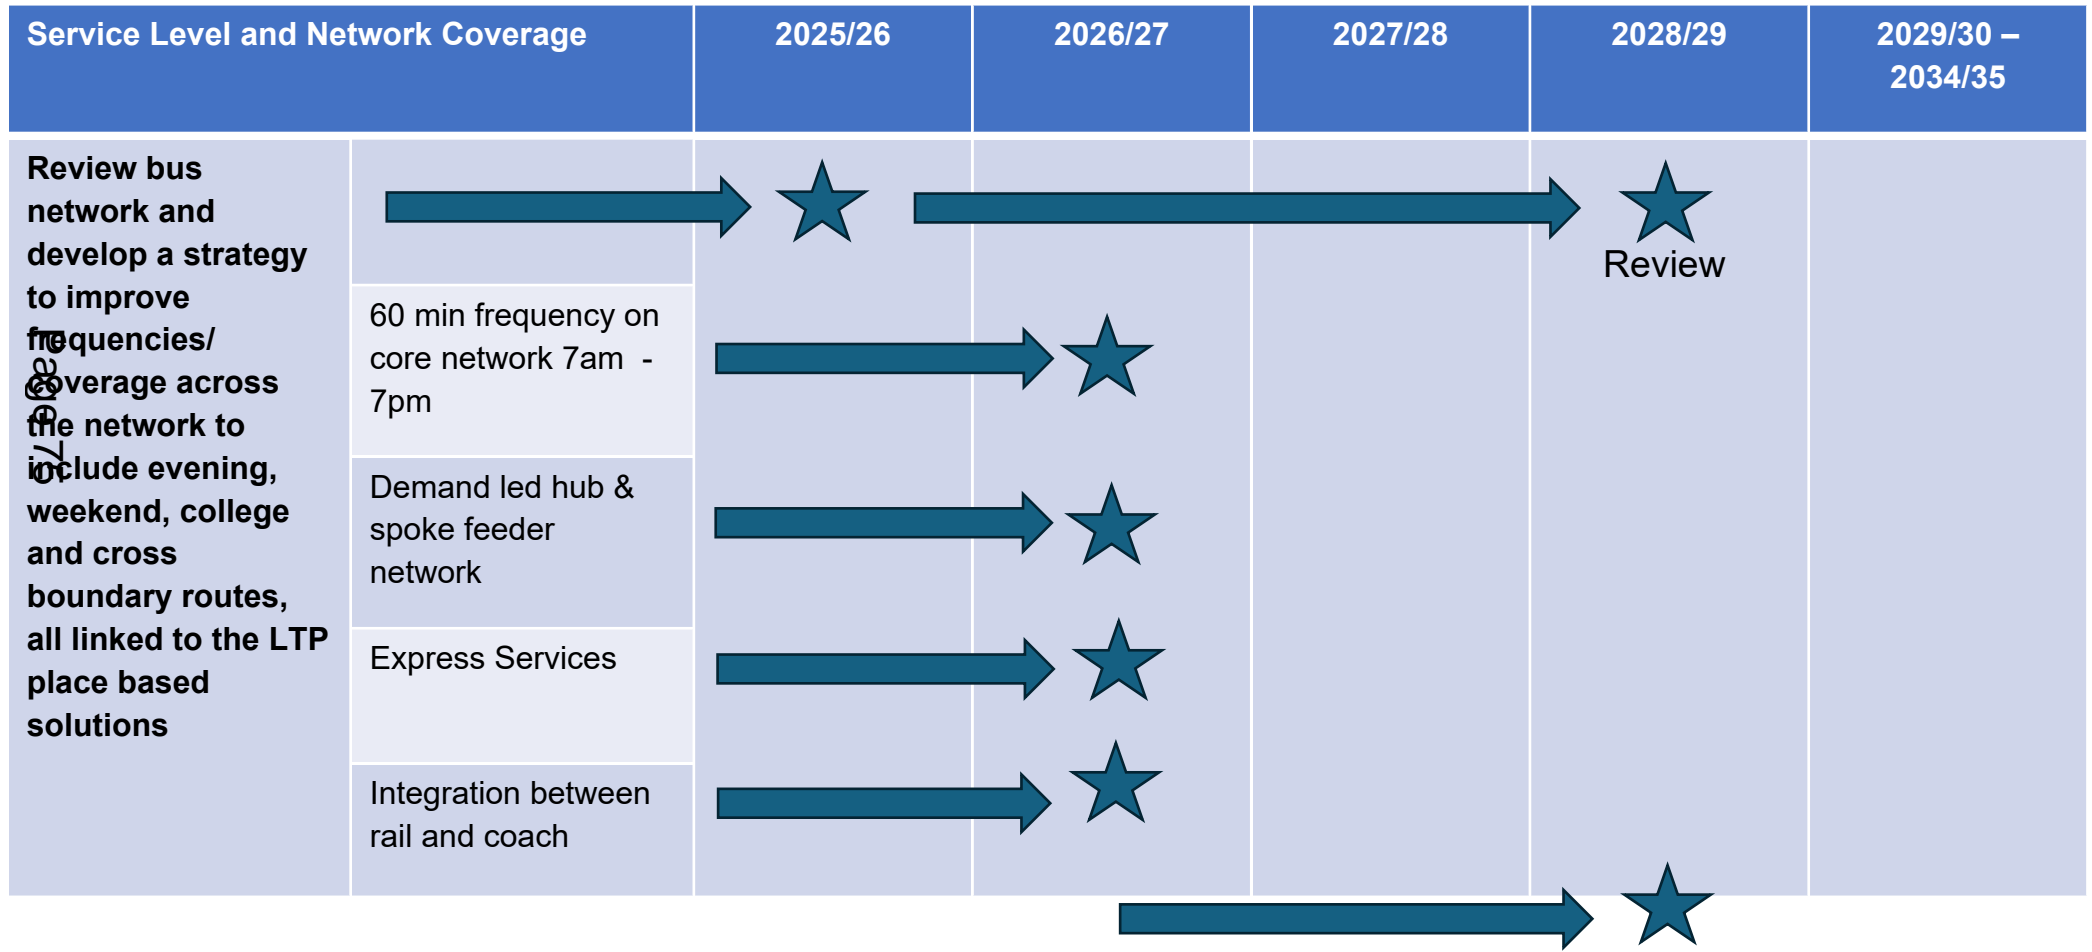 Service Level and Network Coverage
2025/26
2026/27
2027/28
2028/29
2029/30 –
2034/35
Review bus
network and
develop a strategy
to improve
frequencies/
coverage across
the network to
include evening,
weekend, college
and cross
boundary routes,
all linked to the LTP
place based
solutions
Page 75
Review
60 min frequency on
core network 7am  -
7pm
Demand led hub &
spoke feeder
network
Express Services
Integration between
rail and coach